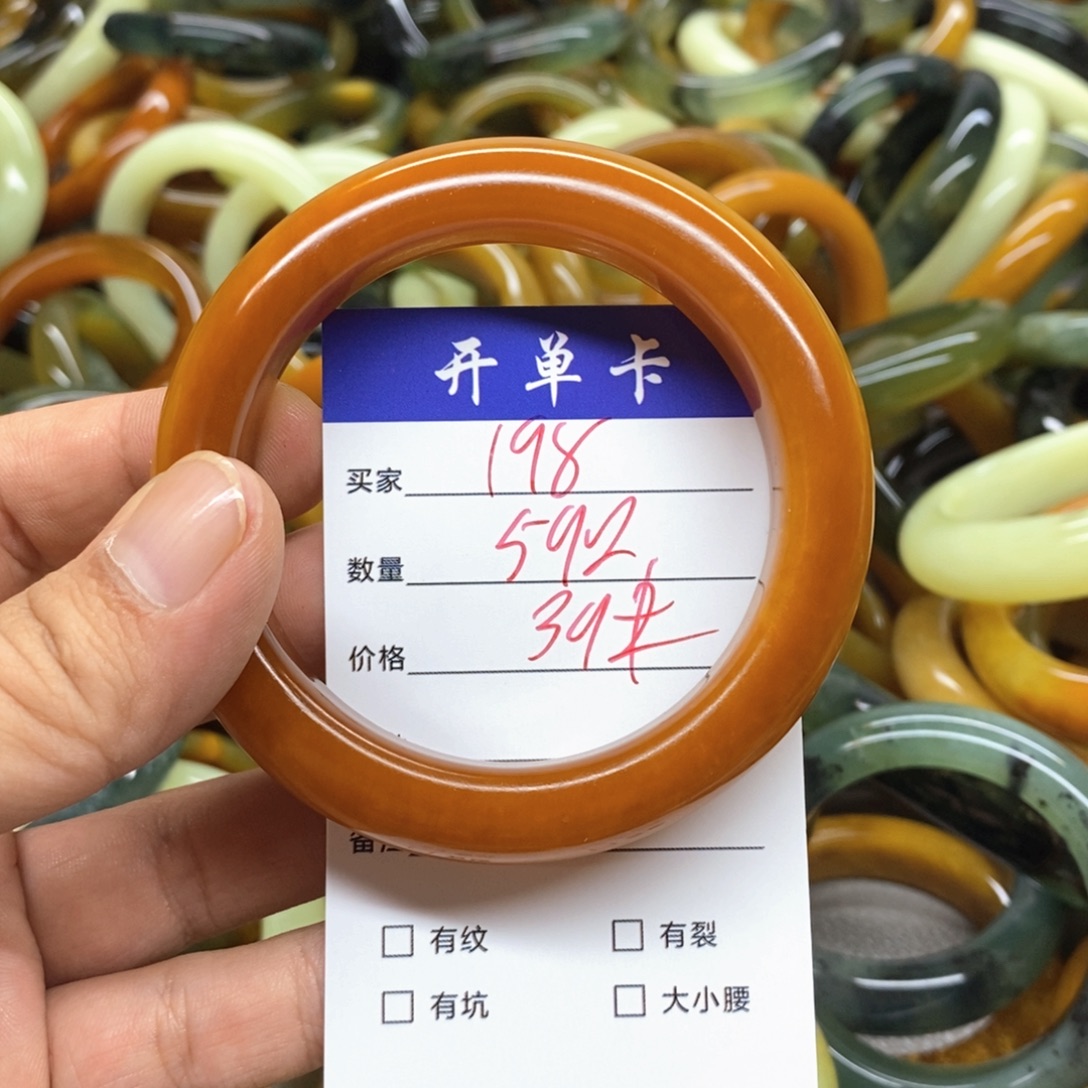 开单卡
买家 198
数量 592
价格 39
备注
有纹 有裂
有坑 大小腰